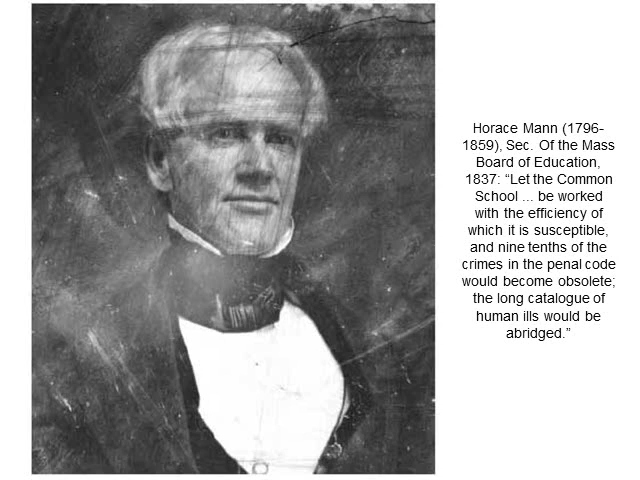 Horace Mann (1796-
1859), Sec. Of the Mass
Board of Education,
1837: “Let the Common
School ... be worked
with the efficiency of
which it is susceptible,
and nine tenths of the
crimes in the penal code
would become obsolete;
the long catalogue of
human ills would be
abridged.”